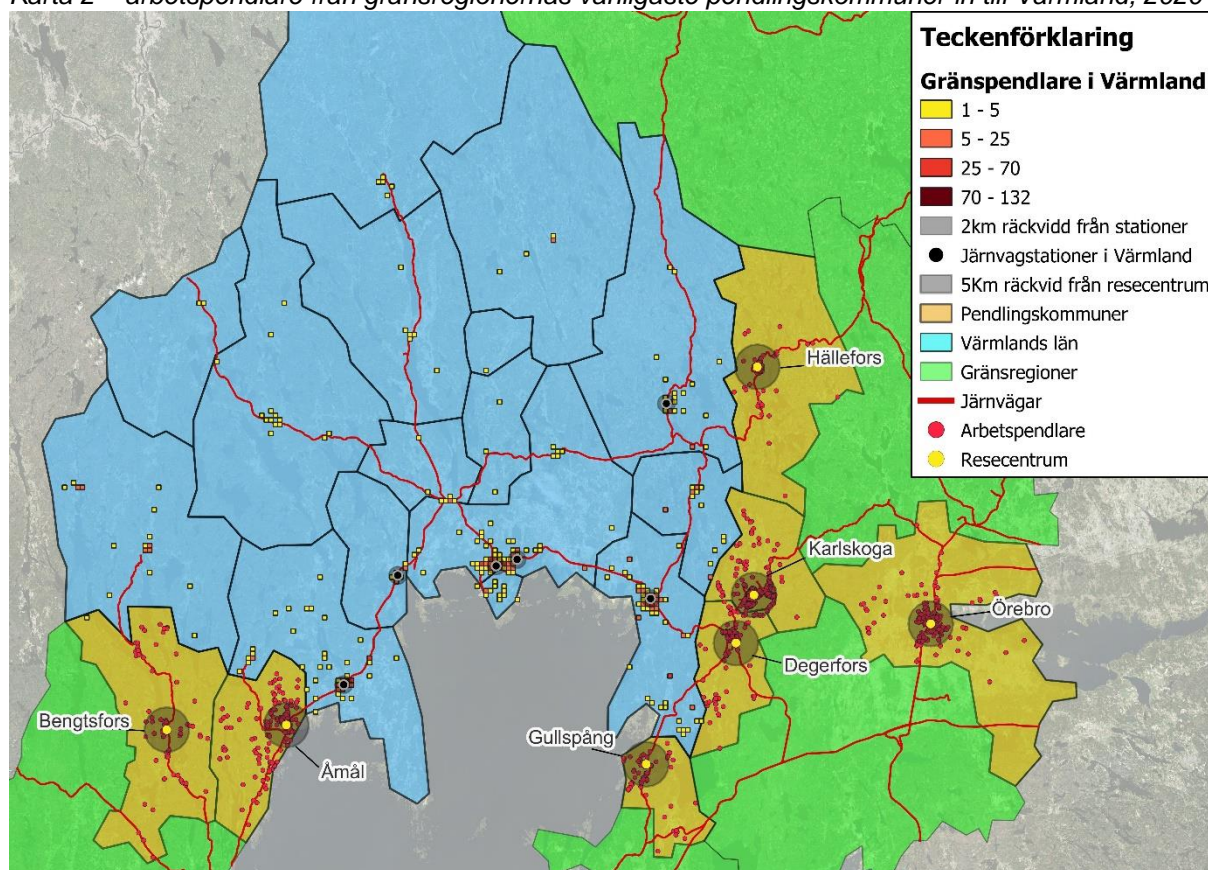 Karta 2 – arbetspendlare från gränsregionernas vanligaste pendlingskommuner in till Värmland, 2020
Teckenförklaring
Gränspendlare i Värmland
1 - 5
5 - 25
25 - 70
70 - 132
2km räckvidd från stationer
Järnvagstationer i Värmland
5Km räckvid från resecentrum
Pendlingskommuner
Värmlands län
Gränsregioner
Järnvägar
Arbetspendlare
Resecentrum
Hällefors
Karlskoga
Örebro
Degerfors
Bengtsfors
Gullspång
Åmål